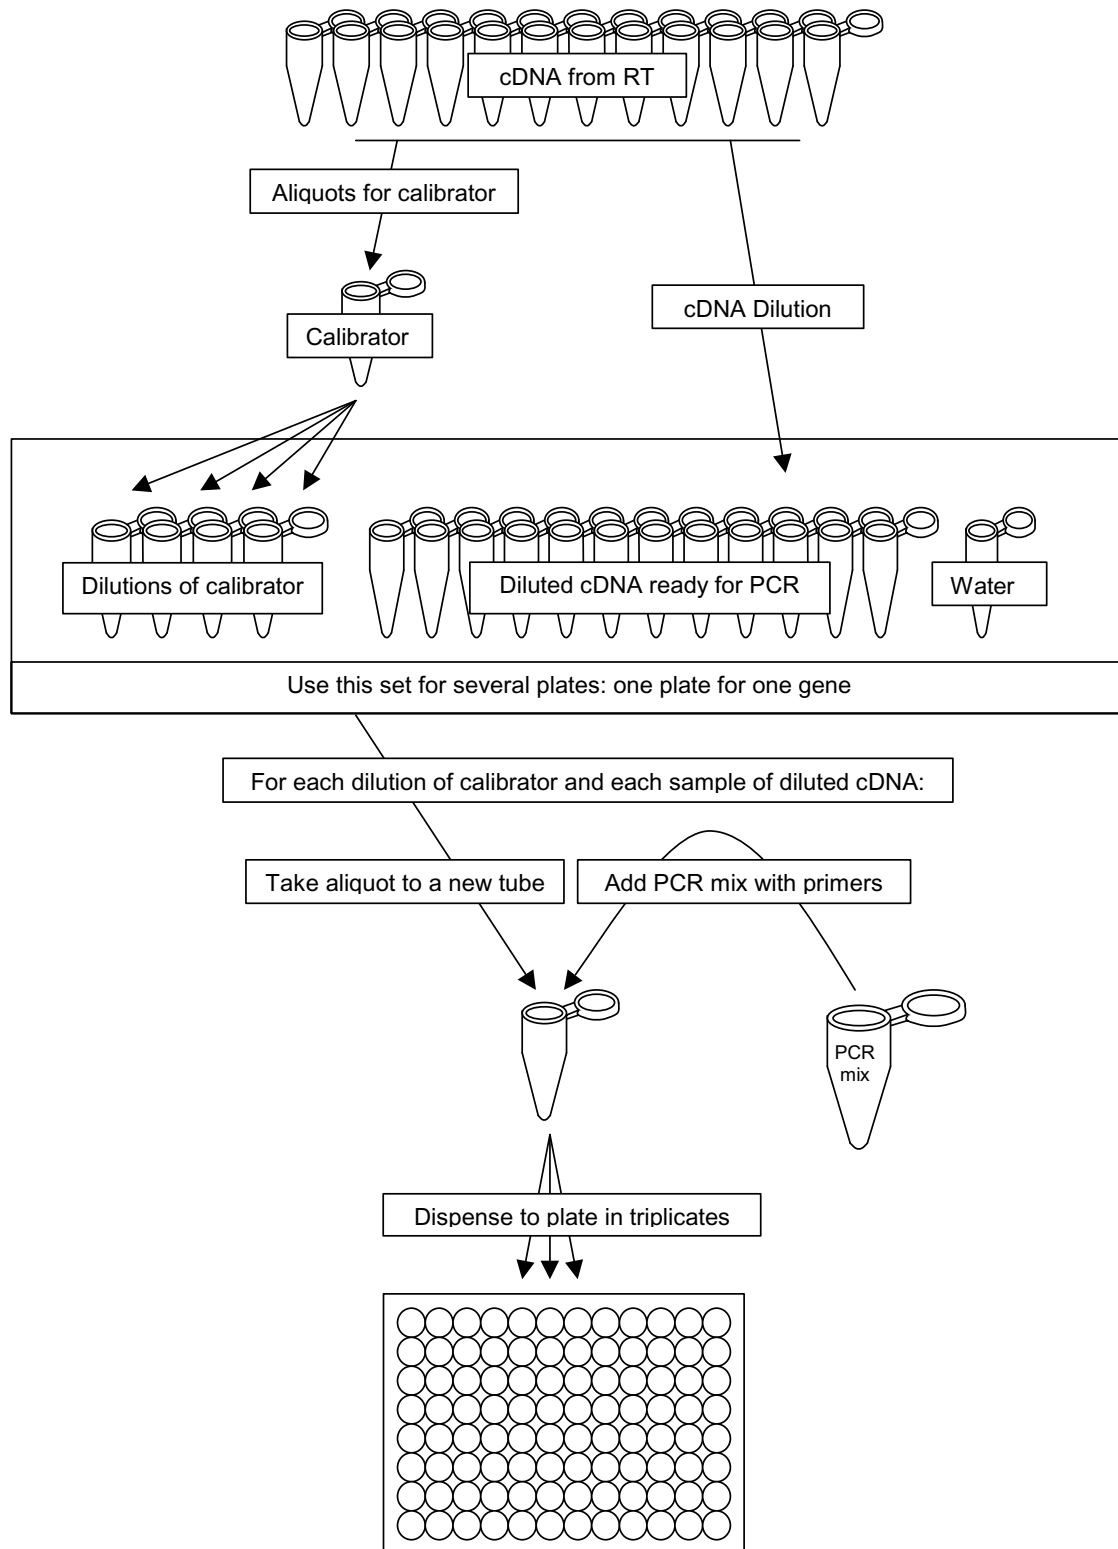 cDNA from RT
Aliquots for calibrator
cDNA Dilution
Calibrator
Dilutions of calibrator
Diluted cDNA ready for PCR
Water
Use this set for several plates: one plate for one gene
For each dilution of calibrator and each sample of diluted cDNA:
Take aliquot to a new tube
Add PCR mix with primers
PCR
mix
Dispense to plate in triplicates